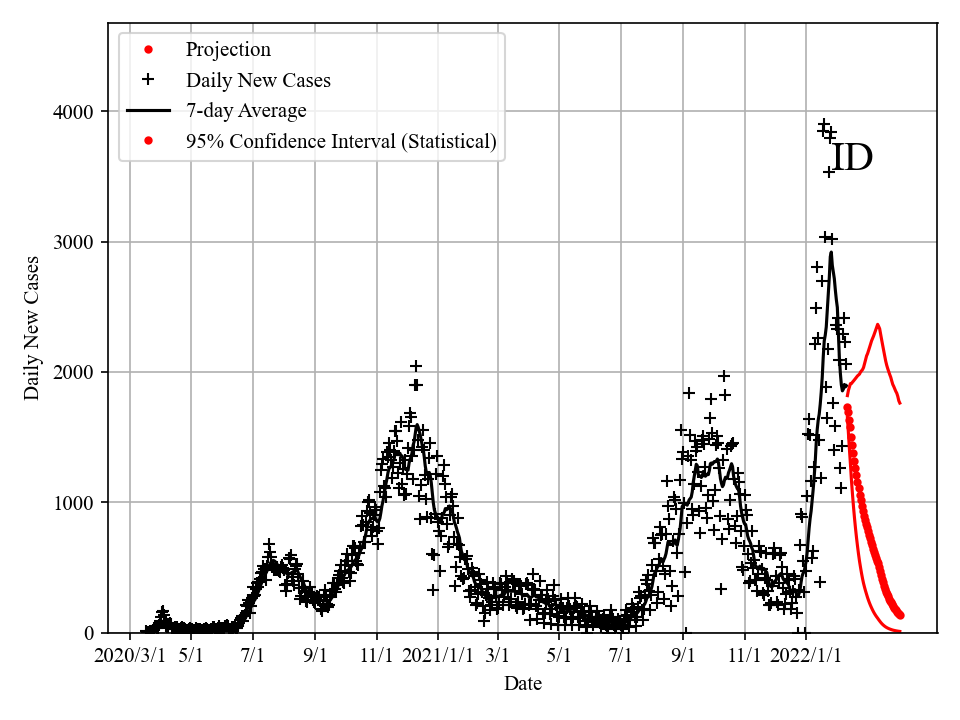 Projection
Daily New Cases
7-day Average
95% Confidence Interval (Statistical)
ID
4000
3000
2000
1000
0
Daily New Cases
2020/3/1 5/1 7/1 9/1 11/1 2021/1/1 3/1 5/1 7/1 9/1 11/1 2022/1/1
Date